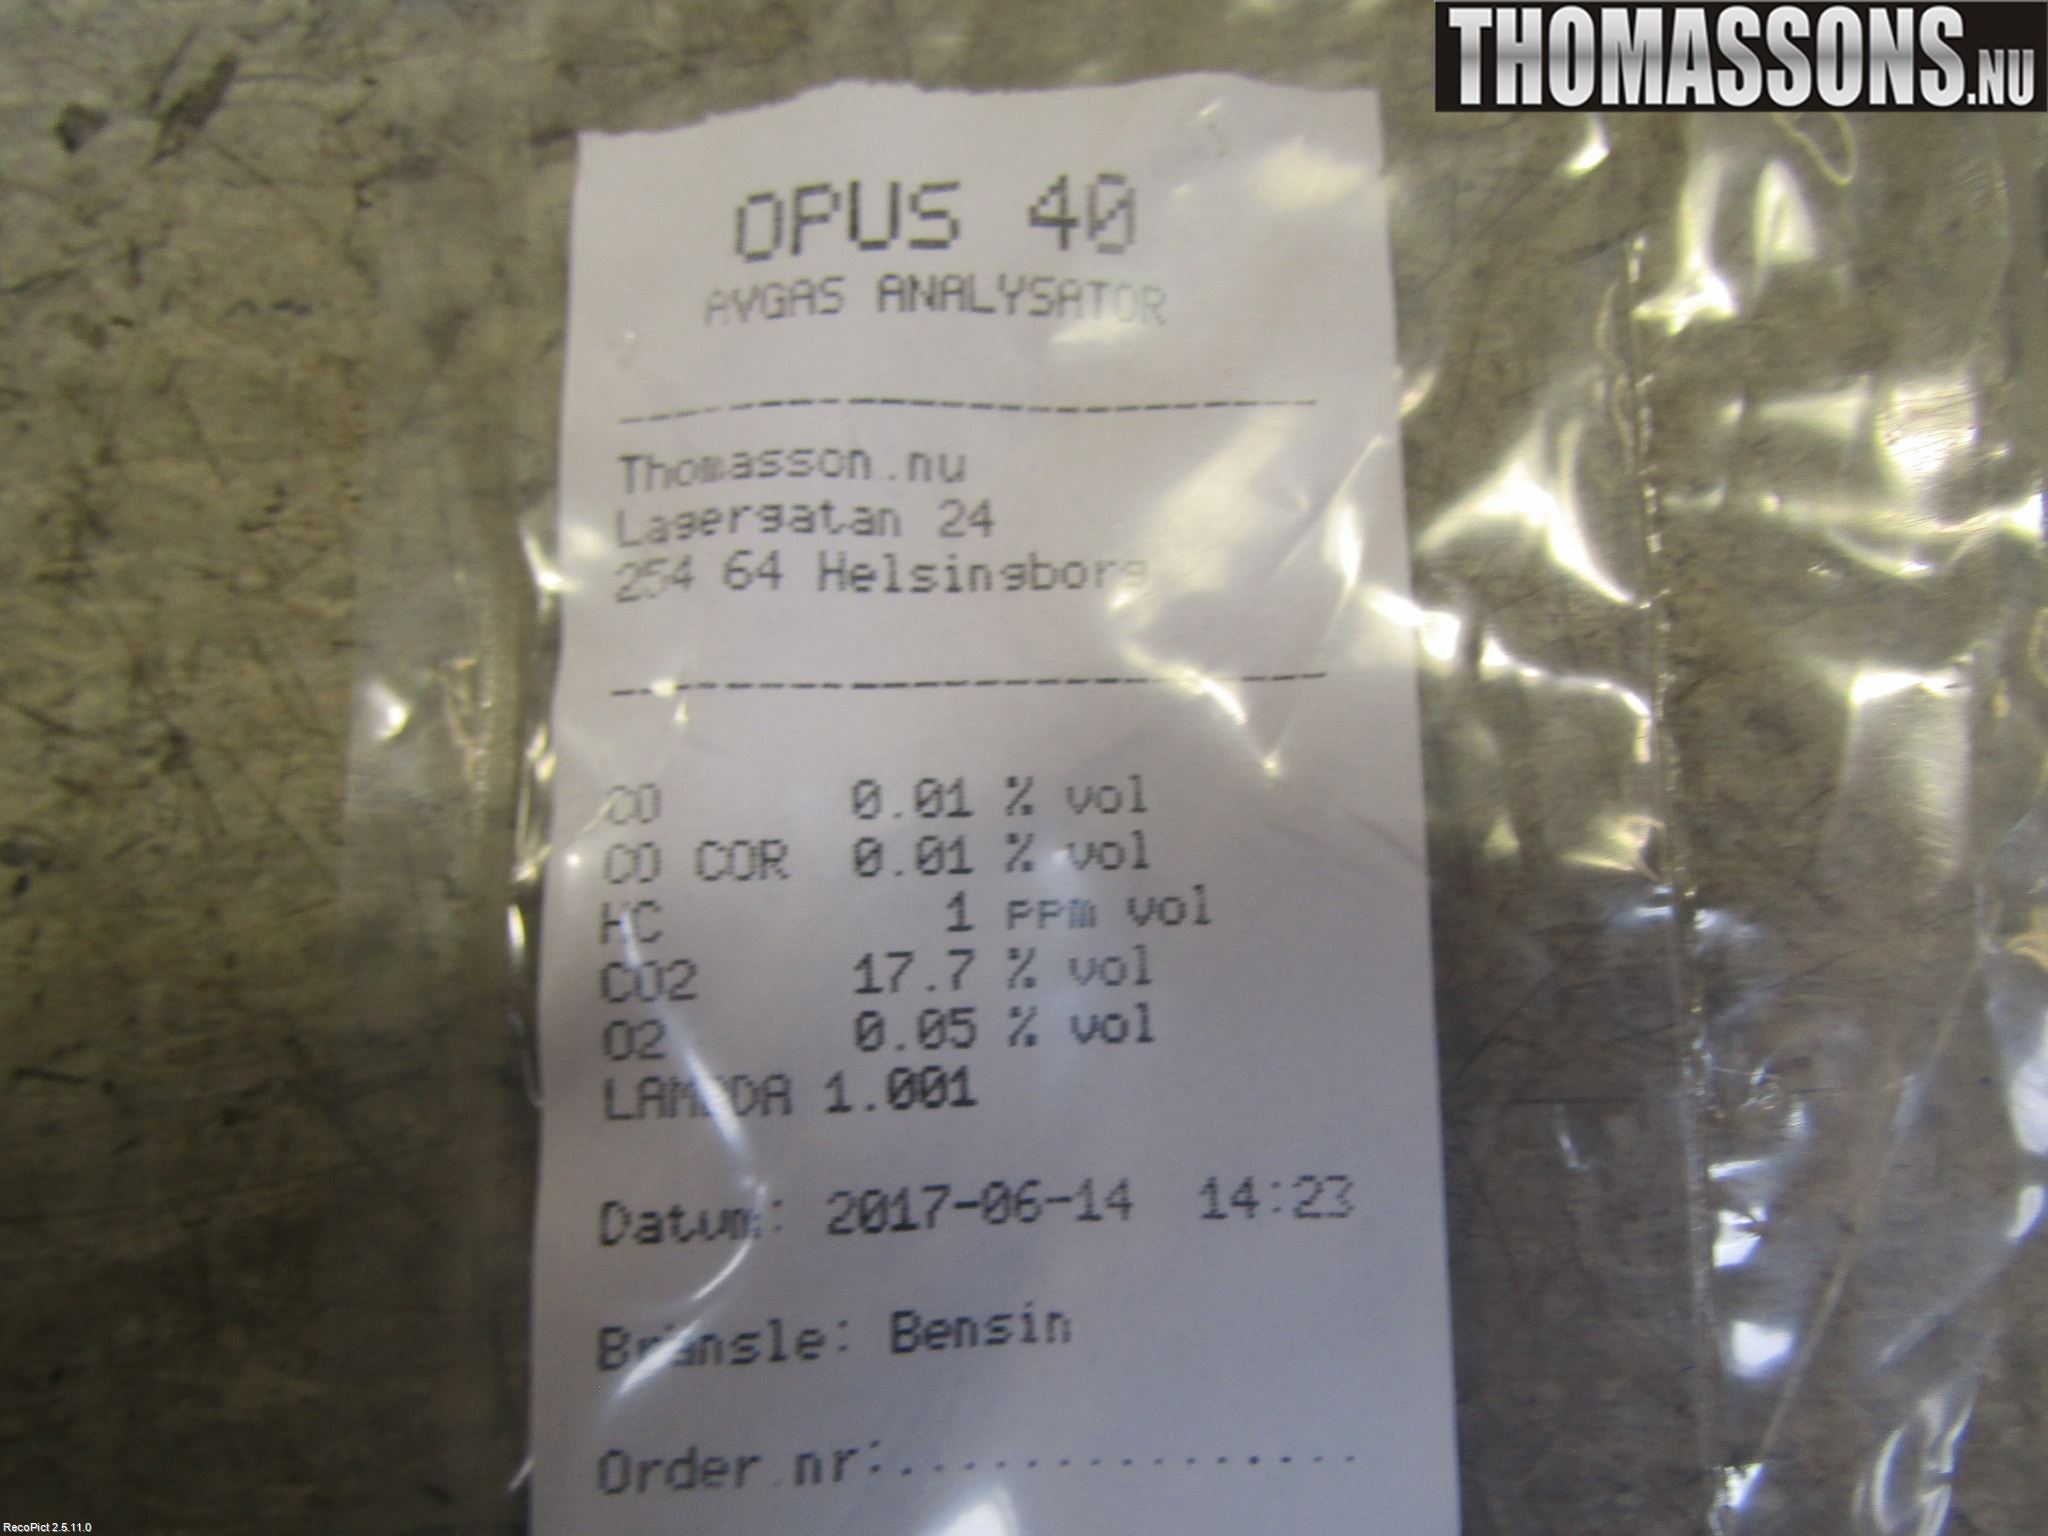 THOMASSONS.NU
OPUS 40
AVGAS ANALYSATOR
Thomasson.nu
Lagergatan 24
254 64 Helsingborg
CO 0.01 % vol
CO COR 0.01 % vol
HC 1 ppm vol
CO2 17.7 % vol
O2 0.05 % vol
LAMBDA 1.001
Datum: 2017-06-14 14:23
Bränsle: Bensin
Order nr:................
RecoPict 2.5.11.0